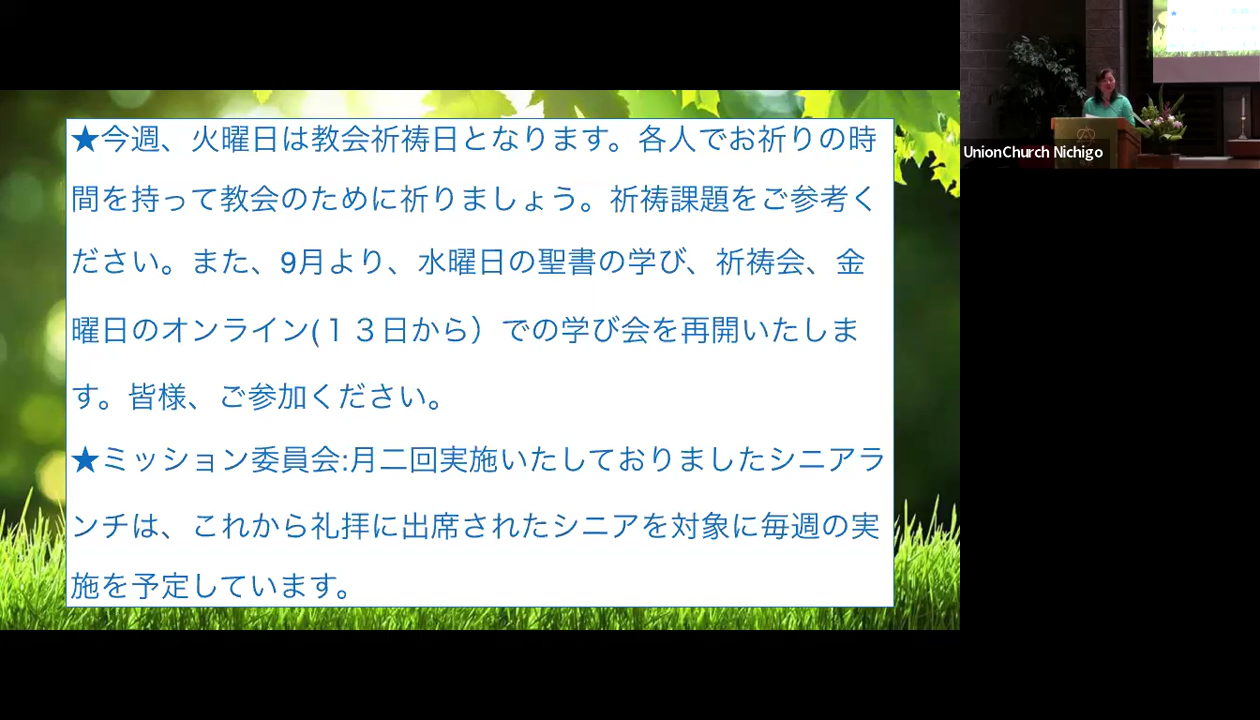 ★今週、火曜日は教会祈祷日となります。各人でお祈りの時
間を持って教会のために祈りましょう。祈祷課題をご参考く
ださい。また、9月より、水曜日の聖書の学び、祈祷会、金
曜日のオンライン(１３日から）での学び会を再開いたしま
す。皆様、ご参加ください。
★ミッション委員会:月二回実施いたしておりましたシニアラ
ンチは、これから礼拝に出席されたシニアを対象に毎週の実
施を予定しています。
UnionChurch Nichigo